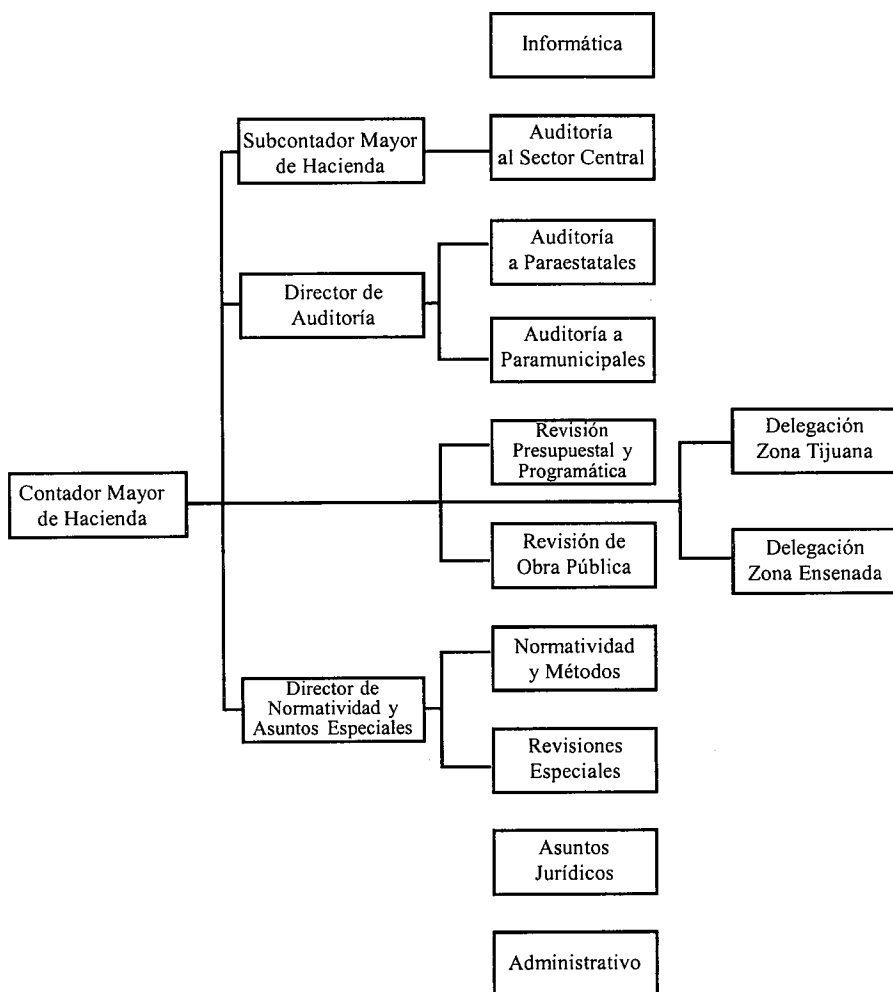 Informática
Subcontador Mayor
de Hacienda
Auditoría
al Sector Central
Director de
Auditoría
Auditoría
a Paraestatales
Auditoría a
Paramunicipales
Contador Mayor
de Hacienda
Revisión
Presupuestal y
Programática
Revisión de
Obra Pública
Delegación
Zona Tijuana
Delegación
Zona Ensenada
Director de
Normatividad y
Asuntos Especiales
Normatividad
y Métodos
Revisiones
Especiales
Asuntos
Jurídicos
Administrativo